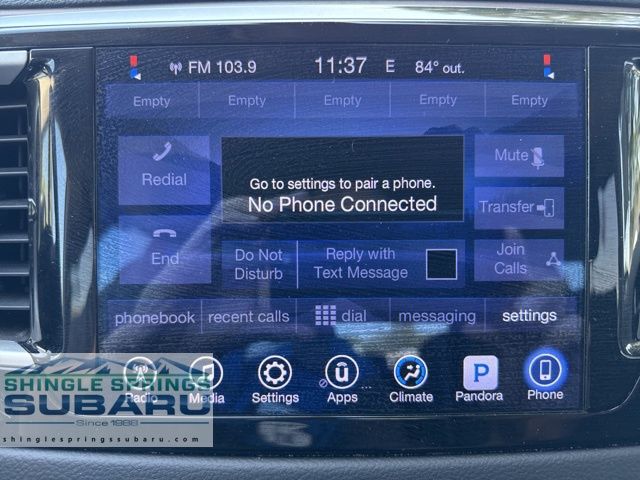 FM 103.9 11:37 E 84° out.
Empty Empty Empty Empty Empty
Redial
Go to settings to pair a phone.
No Phone Connected
Mute
Transfer
End
Do Not
Disturb
Reply with
Text Message
Join
Calls
phonebook recent calls dial messaging settings
Radio Media Settings Apps Climate Pandora Phone
P
SHINGLE SPRINGS
SUBARU
Since 1988
shinglespringssubaru.com